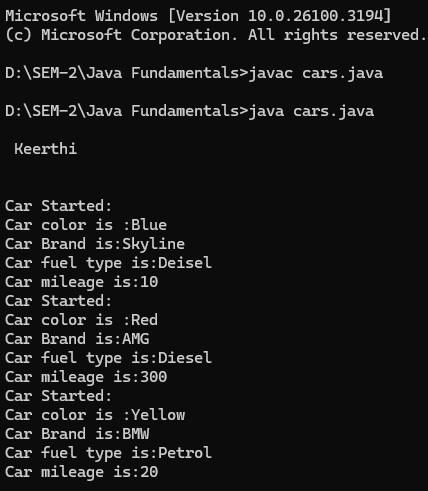 Microsoft Windows [Version 10.0.26100.3194]
(c) Microsoft Corporation. All rights reserved.
D:\SEM-2\Java Fundamentals>javac cars.java
D:\SEM-2\Java Fundamentals>java cars.java
Keerthi
Car Started:
Car color is :Blue
Car Brand is:Skyline
Car fuel type is:Deisel
Car mileage is:10
Car Started:
Car color is :Red
Car Brand is:AMG
Car fuel type is:Diesel
Car mileage is:300
Car Started:
Car color is :Yellow
Car Brand is:BMW
Car fuel type is:Petrol
Car mileage is:20